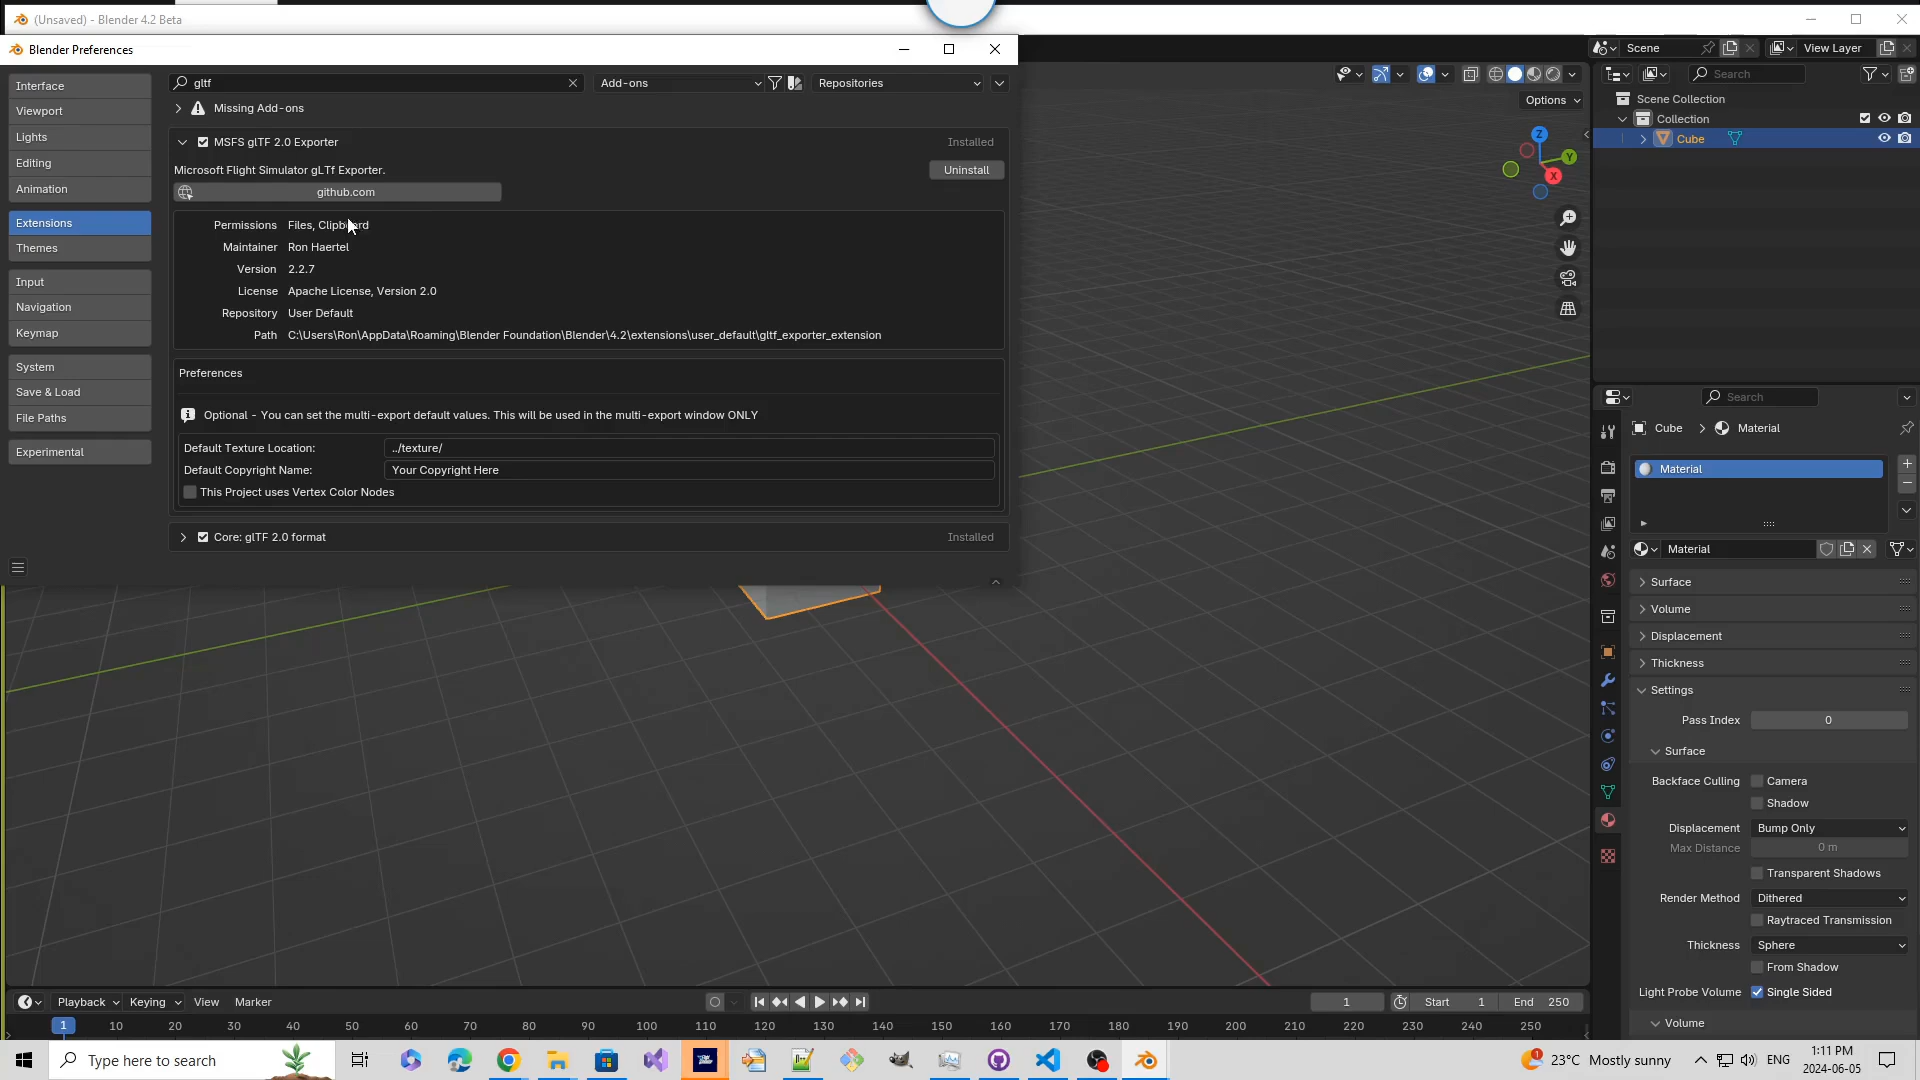 (Unsaved) - Blender 4.2 Beta
Blender Preferences
Scene
View Layer
Interface
Viewport
Lights
Editing
Animation
Extensions
Themes
Input
Navigation
Keymap
System
Save & Load
File Paths
Experimental
gltf
Add-ons
Repositories
Missing Add-ons
MSFS glTF 2.0 Exporter
Installed
Microsoft Flight Simulator gLTf Exporter.
Uninstall
github.com
Permissions Files, Clipboard
Maintainer Ron Haertel
Version 2.2.7
License Apache License, Version 2.0
Repository User Default
Path C:\Users\Ron\AppData\Roaming\Blender Foundation\Blender\4.2\extensions\user_default\gltf_exporter_extension
Preferences
Optional - You can set the multi-export default values. This will be used in the multi-export window ONLY
Default Texture Location: ../texture/
Default Copyright Name: Your Copyright Here
This Project uses Vertex Color Nodes
Core: glTF 2.0 format
Installed
Options
Z
Y
X
Search
Scene Collection
Collection
Cube
Search
Cube > Material
Material
Material
Surface
Volume
Displacement
Thickness
Settings
Pass Index 0
Surface
Backface Culling Camera
Shadow
Displacement Bump Only
Max Distance 0 m
Transparent Shadows
Render Method Dithered
Raytraced Transmission
Thickness Sphere
From Shadow
Light Probe Volume Single Sided
Volume
Playback Keying View Marker
1 Start 1 End 250
1 10 20 30 40 50 60 70 80 90 100 110 120 130 140 150 160 170 180 190 200 210 220 230 240 250
Type here to search
1
23°C Mostly sunny
ENG
1:11 PM
2024-06-05